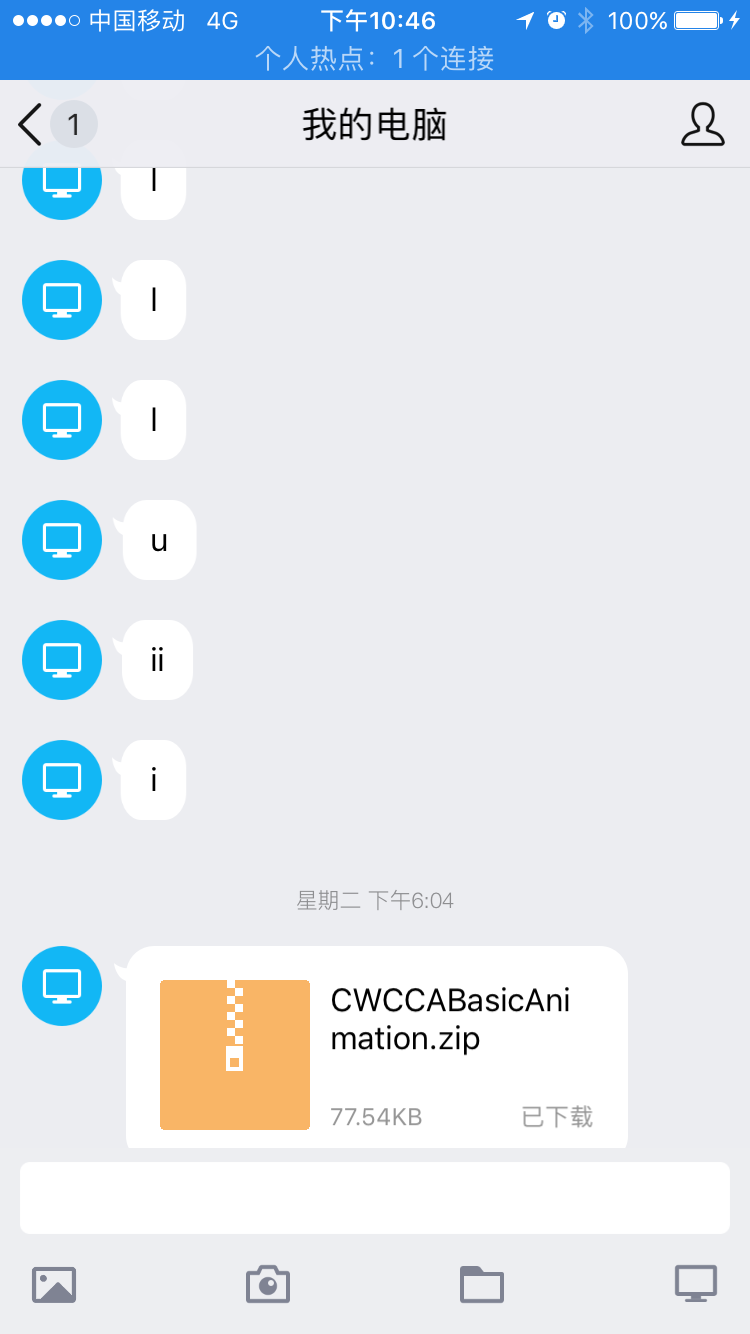 中国移动 4G 下午10:46 100%
个人热点：1 个连接
1 我的电脑
l
l
l
u
ii
i
星期二 下午6:04
CWCCABasicAni
mation.zip
77.54KB 已下载